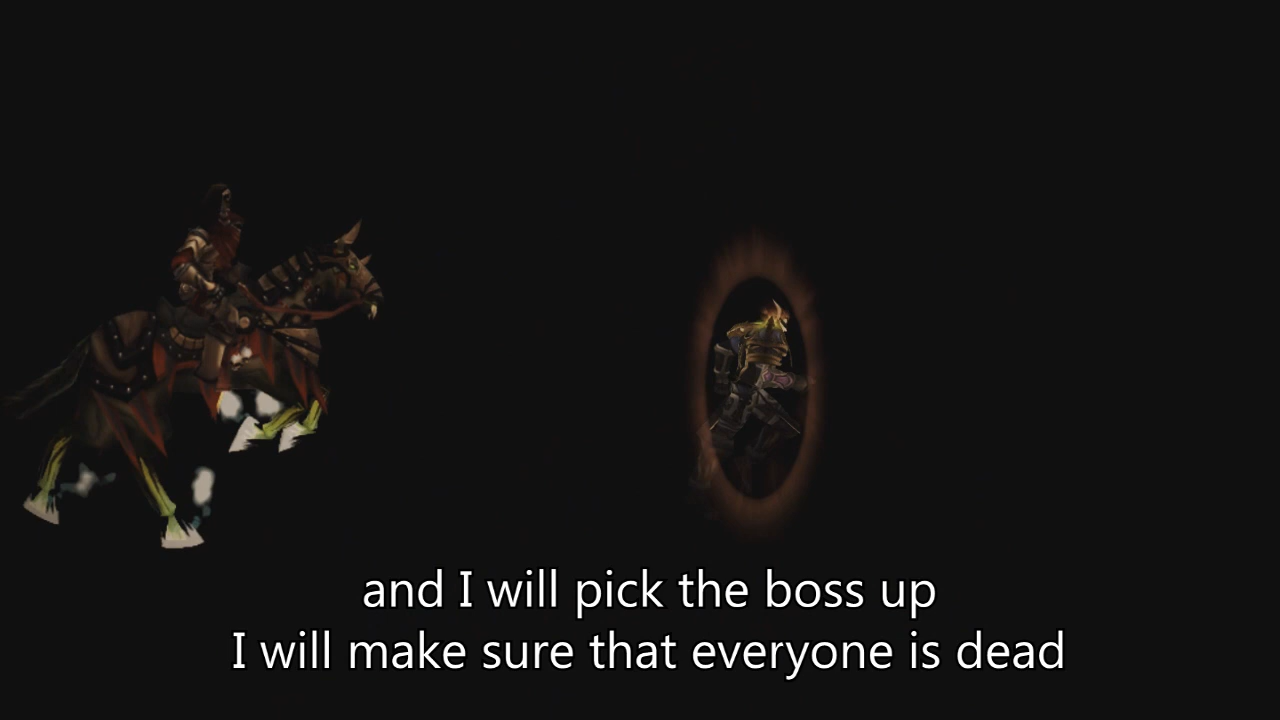 and I will pick the boss up
I will make sure that everyone is dead